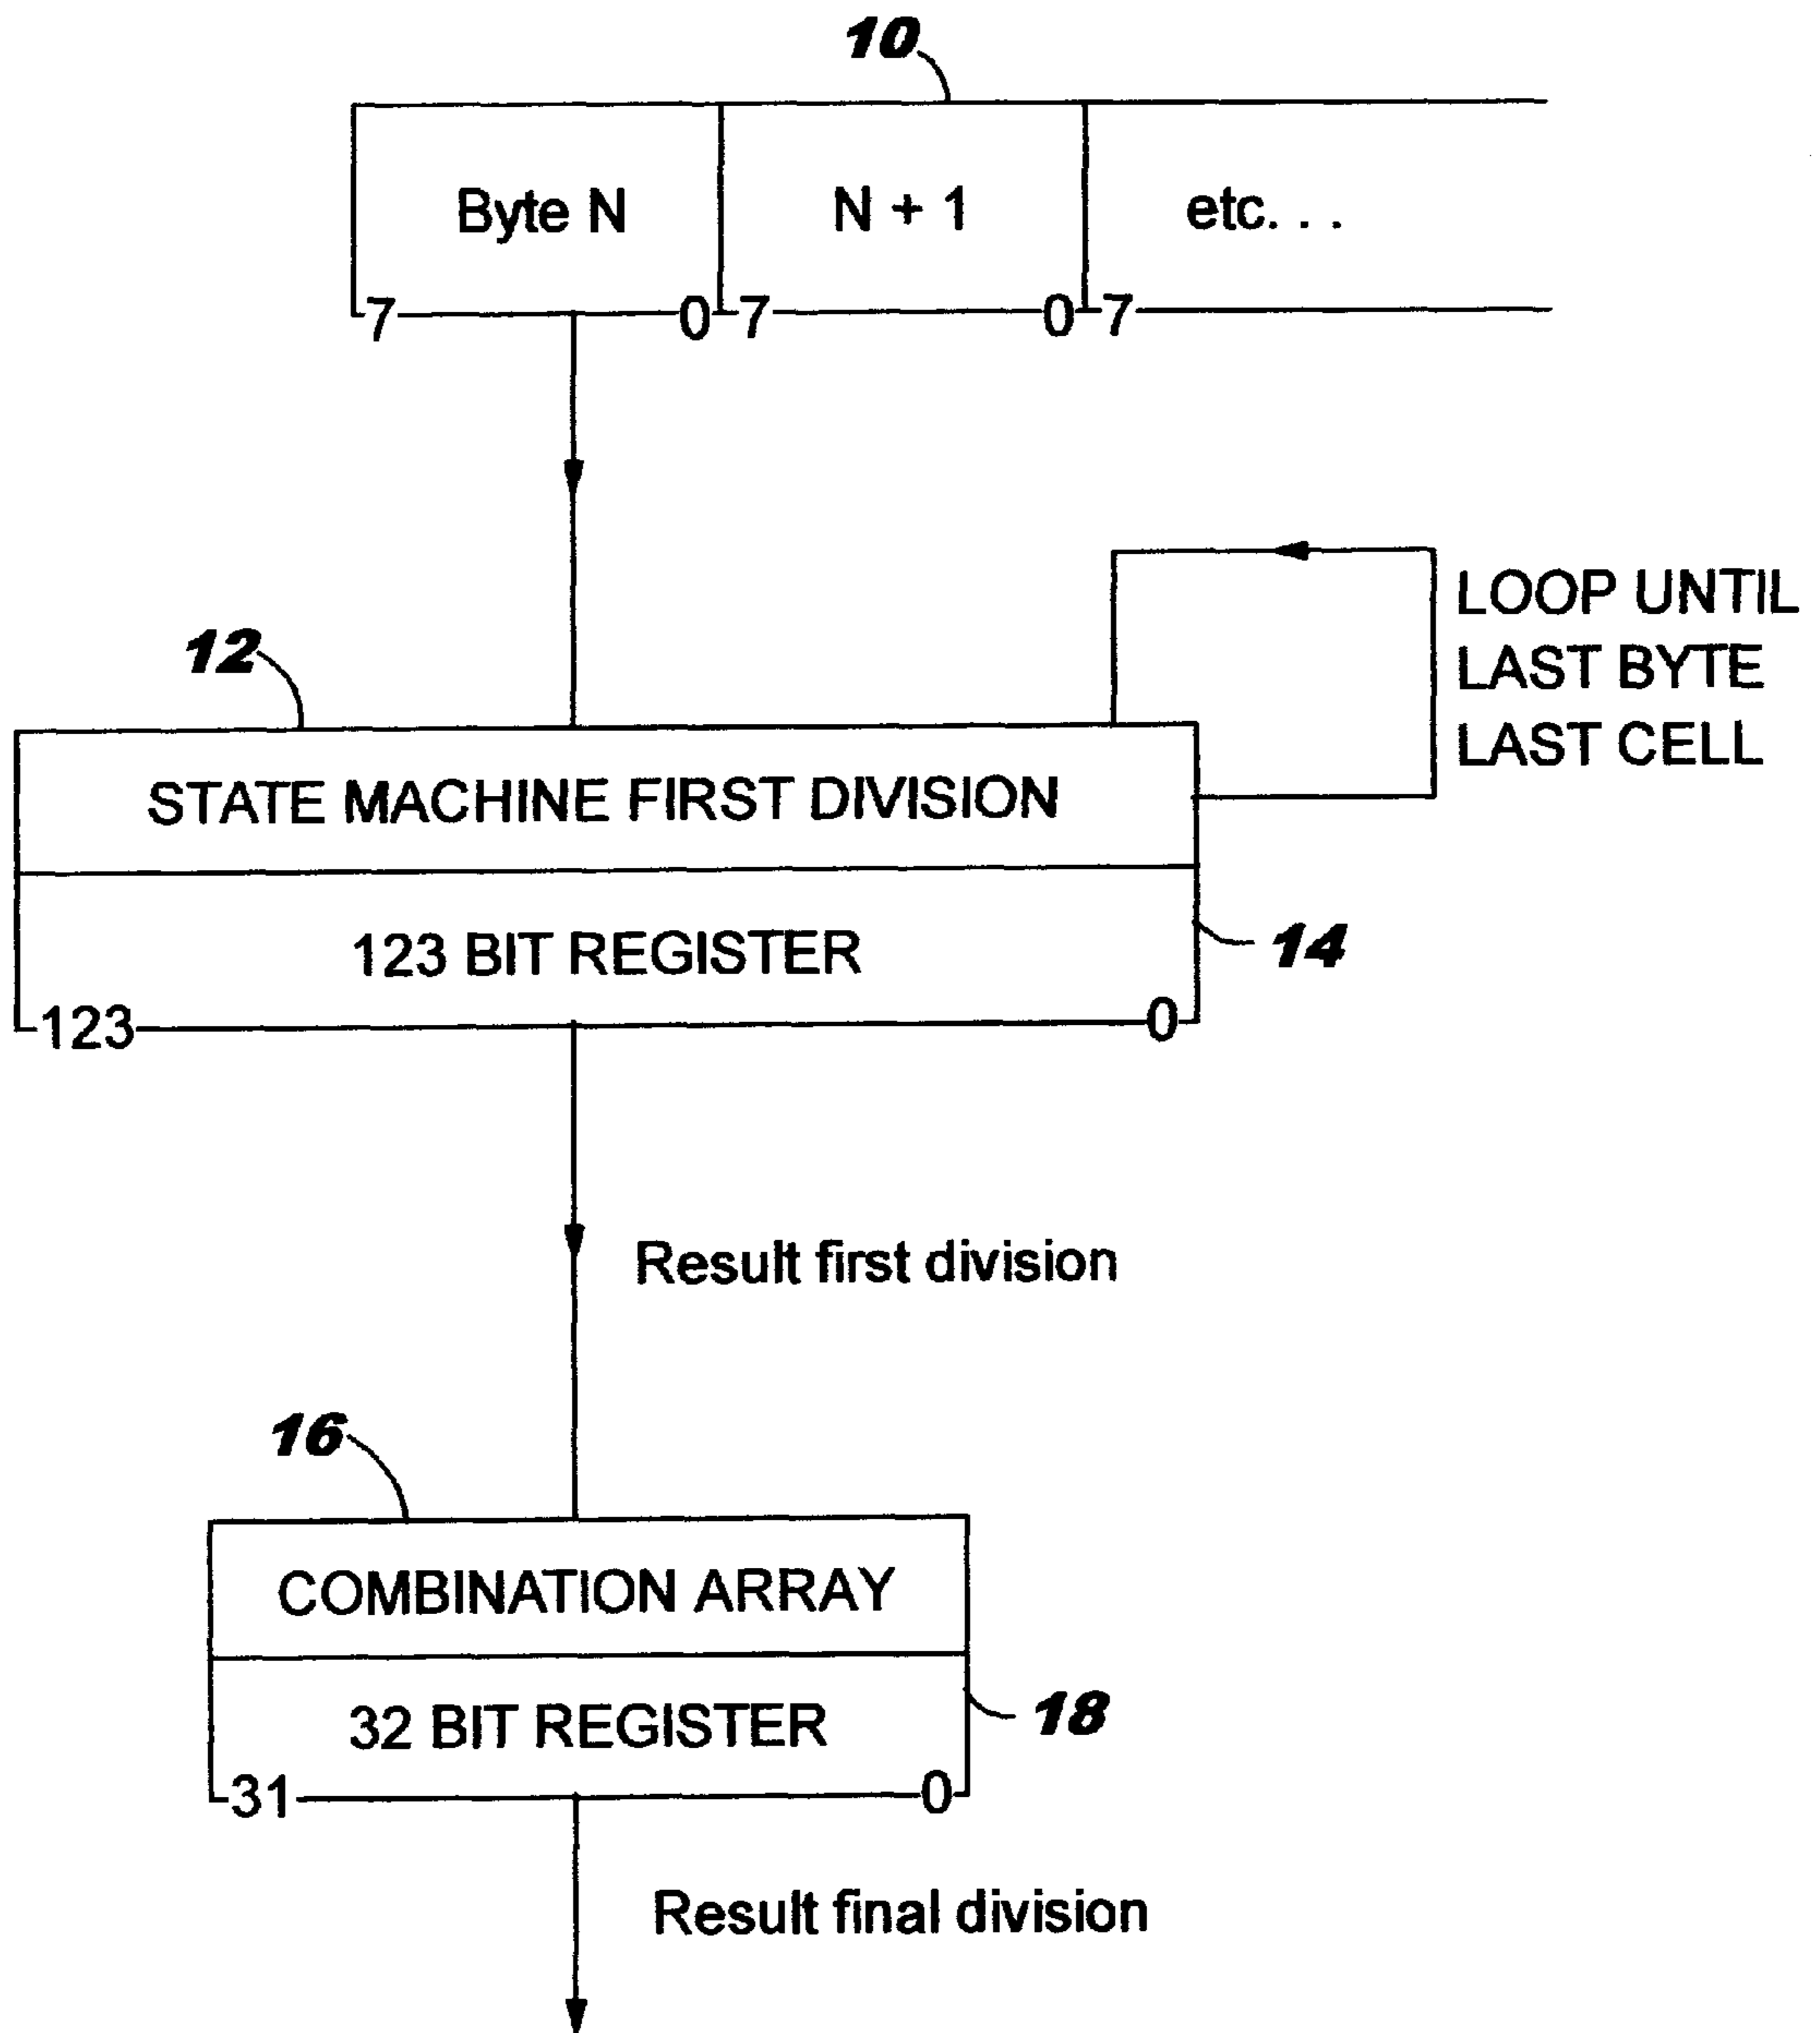 10
Byte N N + 1 etc. . .
7 0 7 0 7
LOOP UNTIL
LAST BYTE
LAST CELL
12
STATE MACHINE FIRST DIVISION
123 BIT REGISTER
14
123 0
Result first division
16
COMBINATION ARRAY
32 BIT REGISTER
18
31 0
Result final division